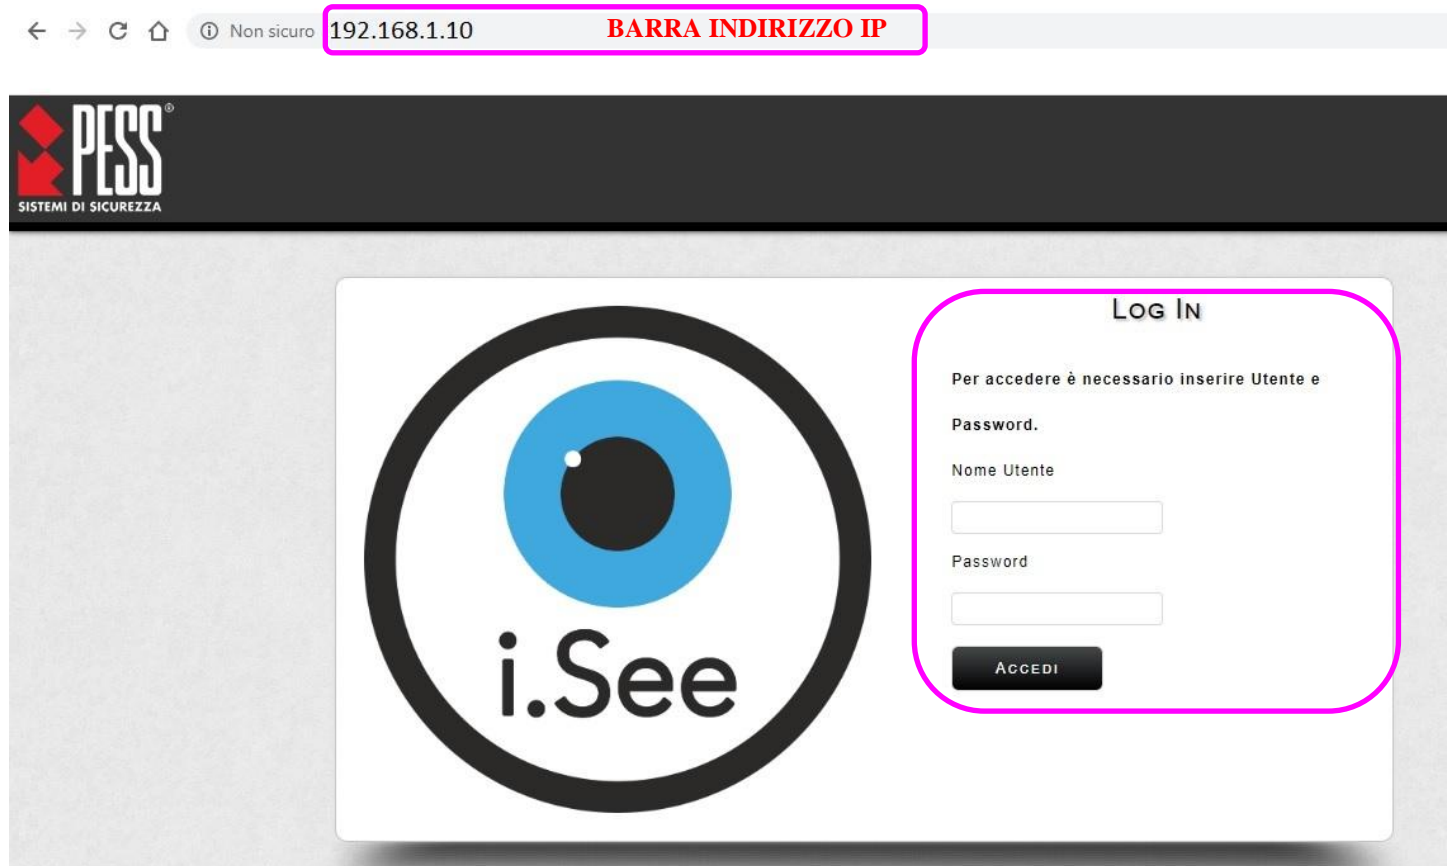 Non sicuro 192.168.1.10 BARRA INDIRIZZO IP
PESS®
SISTEMI DI SICUREZZA
Log In
Per accedere è necessario inserire Utente e
Password.
Nome Utente
Password
Accedi
i.See